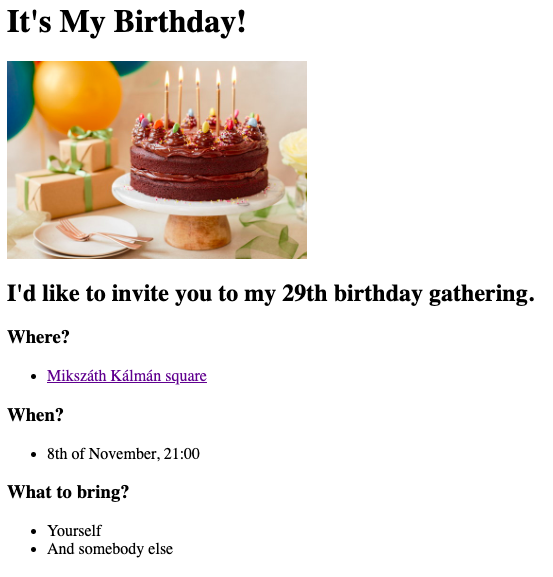 It's My Birthday!
I'd like to invite you to my 29th birthday gathering.
Where?
Mikszáth Kálmán square
When?
8th of November, 21:00
What to bring?
Yourself
And somebody else